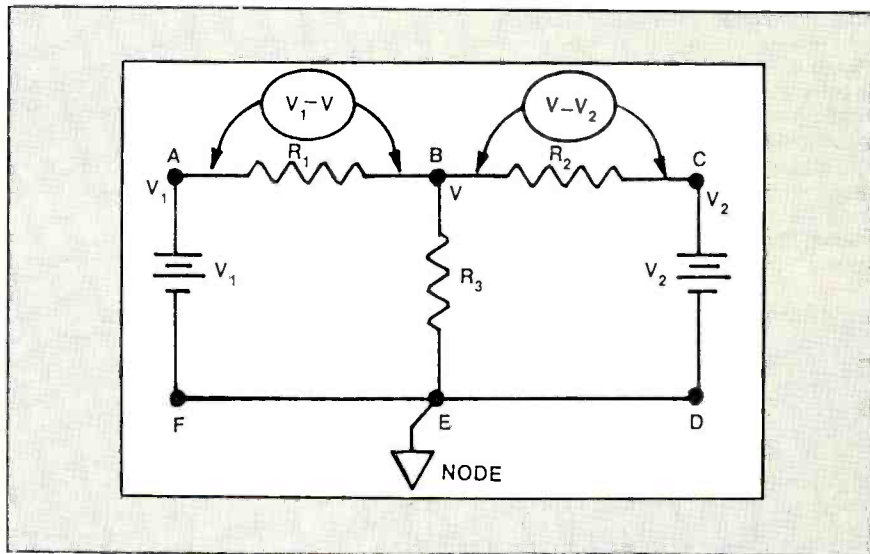 V₁–V
V–V₂
A
R₁
B
R₂
C
V₁
V
V₂
V₁
R₃
V₂
F
E
D
NODE